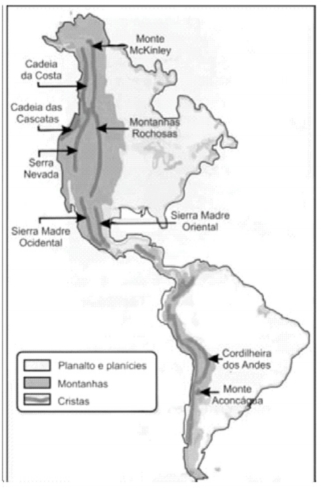 Monte
McKinley
Cadeia
da Costa
Cadeia das
Cascatas
Montanhas
Rochosas
Serra
Nevada
Sierra Madre
Ocidental
Sierra Madre
Oriental
Cordilheira
dos Andes
Monte
Aconcágua
Planalto e planícies
Montanhas
Cristas